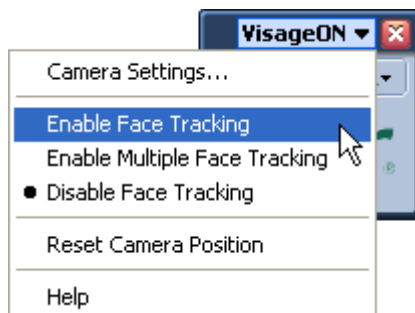 VisageON
Camera Settings...
Enable Face Tracking
Enable Multiple Face Tracking
Disable Face Tracking
Reset Camera Position
Help